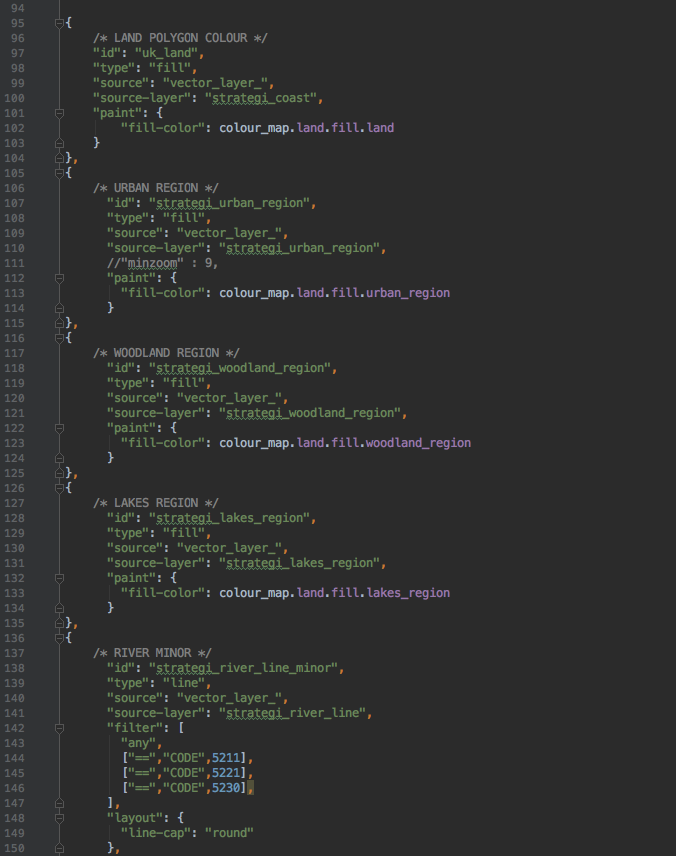 94
95 {
96 /* LAND POLYGON COLOUR */
97 "id": "uk_land",
98 "type": "fill",
99 "source": "vector_layer_",
100 "source-layer": "strategi_coast",
101 "paint": {
102 "fill-color": colour_map.land.fill.land
103 }
104 },
105 {
106 /* URBAN REGION */
107 "id": "strategi_urban_region",
108 "type": "fill",
109 "source": "vector_layer_",
110 "source-layer": "strategi_urban_region",
111 //"minzoom" : 9,
112 "paint": {
113 "fill-color": colour_map.land.fill.urban_region
114 }
115 },
116 {
117 /* WOODLAND REGION */
118 "id": "strategi_woodland_region",
119 "type": "fill",
120 "source": "vector_layer_",
121 "source-layer": "strategi_woodland_region",
122 "paint": {
123 "fill-color": colour_map.land.fill.woodland_region
124 }
125 },
126 {
127 /* LAKES REGION */
128 "id": "strategi_lakes_region",
129 "type": "fill",
130 "source": "vector_layer_",
131 "source-layer": "strategi_lakes_region",
132 "paint": {
133 "fill-color": colour_map.land.fill.lakes_region
134 }
135 },
136 {
137 /* RIVER MINOR */
138 "id": "strategi_river_line_minor",
139 "type": "line",
140 "source": "vector_layer_",
141 "source-layer": "strategi_river_line",
142 "filter": [
143 "any",
144 ["==","CODE",5211],
145 ["==","CODE",5221],
146 ["==","CODE",5230],
147 ],
148 "layout": {
149 "line-cap": "round"
150 },